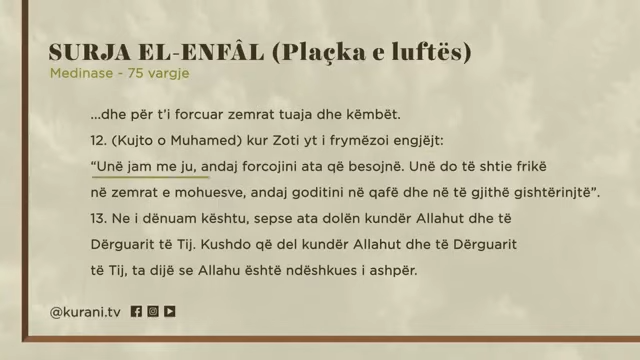 SURJA EL-ENFÂL (Plaçka e luftës)
Medinase - 75 vargje
...dhe për t’i forcuar zemrat tuaja dhe këmbët.
12. (Kujto o Muhamed) kur Zoti yt i frymëzoi engjëjt:
“Unë jam me ju, andaj forcojini ata që besojnë. Unë do të shtie frikë
në zemrat e mohuesve, andaj goditini në qafë dhe në të gjithë gishtërinjtë”.
13. Ne i dënuam kështu, sepse ata dolën kundër Allahut dhe të
Dërguarit të Tij. Kushdo që del kundër Allahut dhe të Dërguarit
të Tij, ta dijë se Allahu është ndëshkues i ashpër.
@kurani.tv